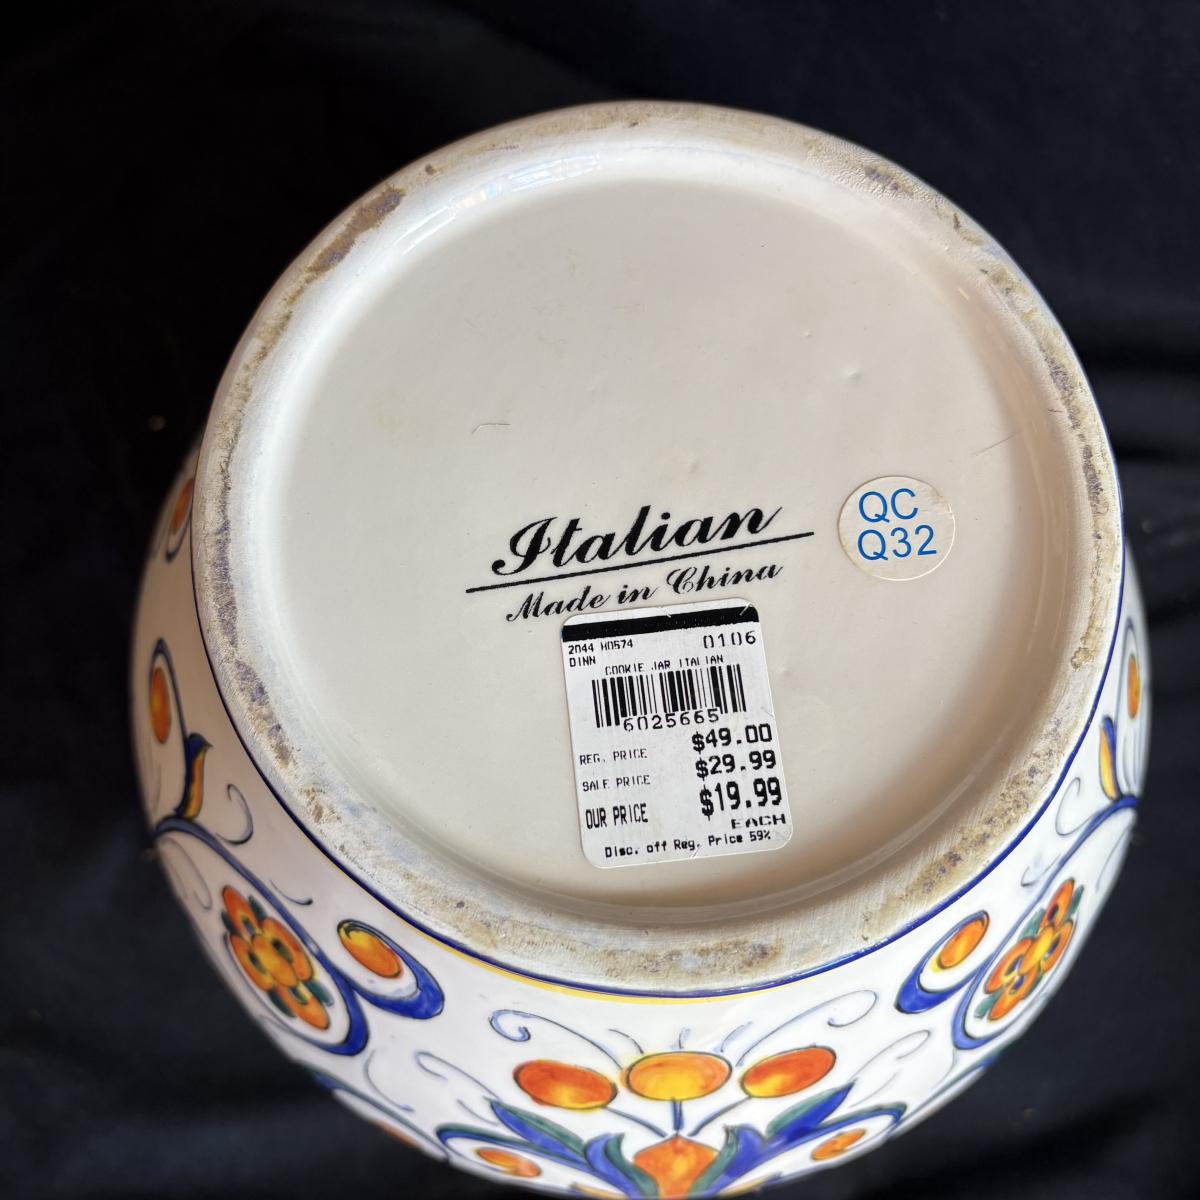 Italian
Made in China
QC
Q32
2044 H0574 0106
DINN
COOKIE JAR ITALIAN
6025665
REG. PRICE $49.00
SALE PRICE $29.99
OUR PRICE $19.99
EACH
Disc. off Reg. Price 59%